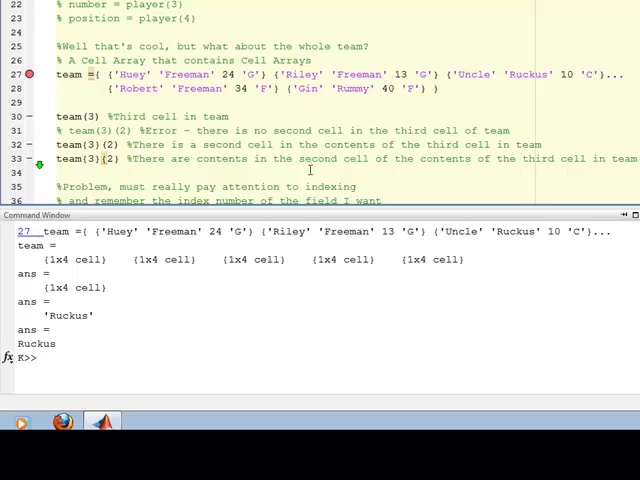 22 % number = player(3)
23 % position = player{4)
24
25 %Well that's cool, but what about the whole team?
26 % A Cell Array that contains Cell Arrays
27 team ={ {'Huey' 'Freeman' 24 'G'} {'Riley' 'Freeman' 13 'G'} {'Uncle' 'Ruckus' 10 'C'}...
28 {'Robert' 'Freeman' 34 'F'} {'Gin' 'Rummy' 40 'F'} }
29
30 — team(3) %Third cell in team
31 % team(3)(2) %Error - there is no second cell in the third cell of team
32 — team{3}(2) %There is a second cell in the contents of the third cell in team
33 — team{3}{2} %There are contents in the second cell of the contents of the third cell in team
34
35 %Problem, must really pay attention to indexing
36 % and remember the index number of the field I want
Command Window
27 team ={ {'Huey' 'Freeman' 24 'G'} {'Riley' 'Freeman' 13 'G'} {'Uncle' 'Ruckus' 10 'C'}...
team =
{1x4 cell} {1x4 cell} {1x4 cell} {1x4 cell} {1x4 cell}
ans =
{1x4 cell}
ans =
'Ruckus'
ans =
Ruckus
fx K>>